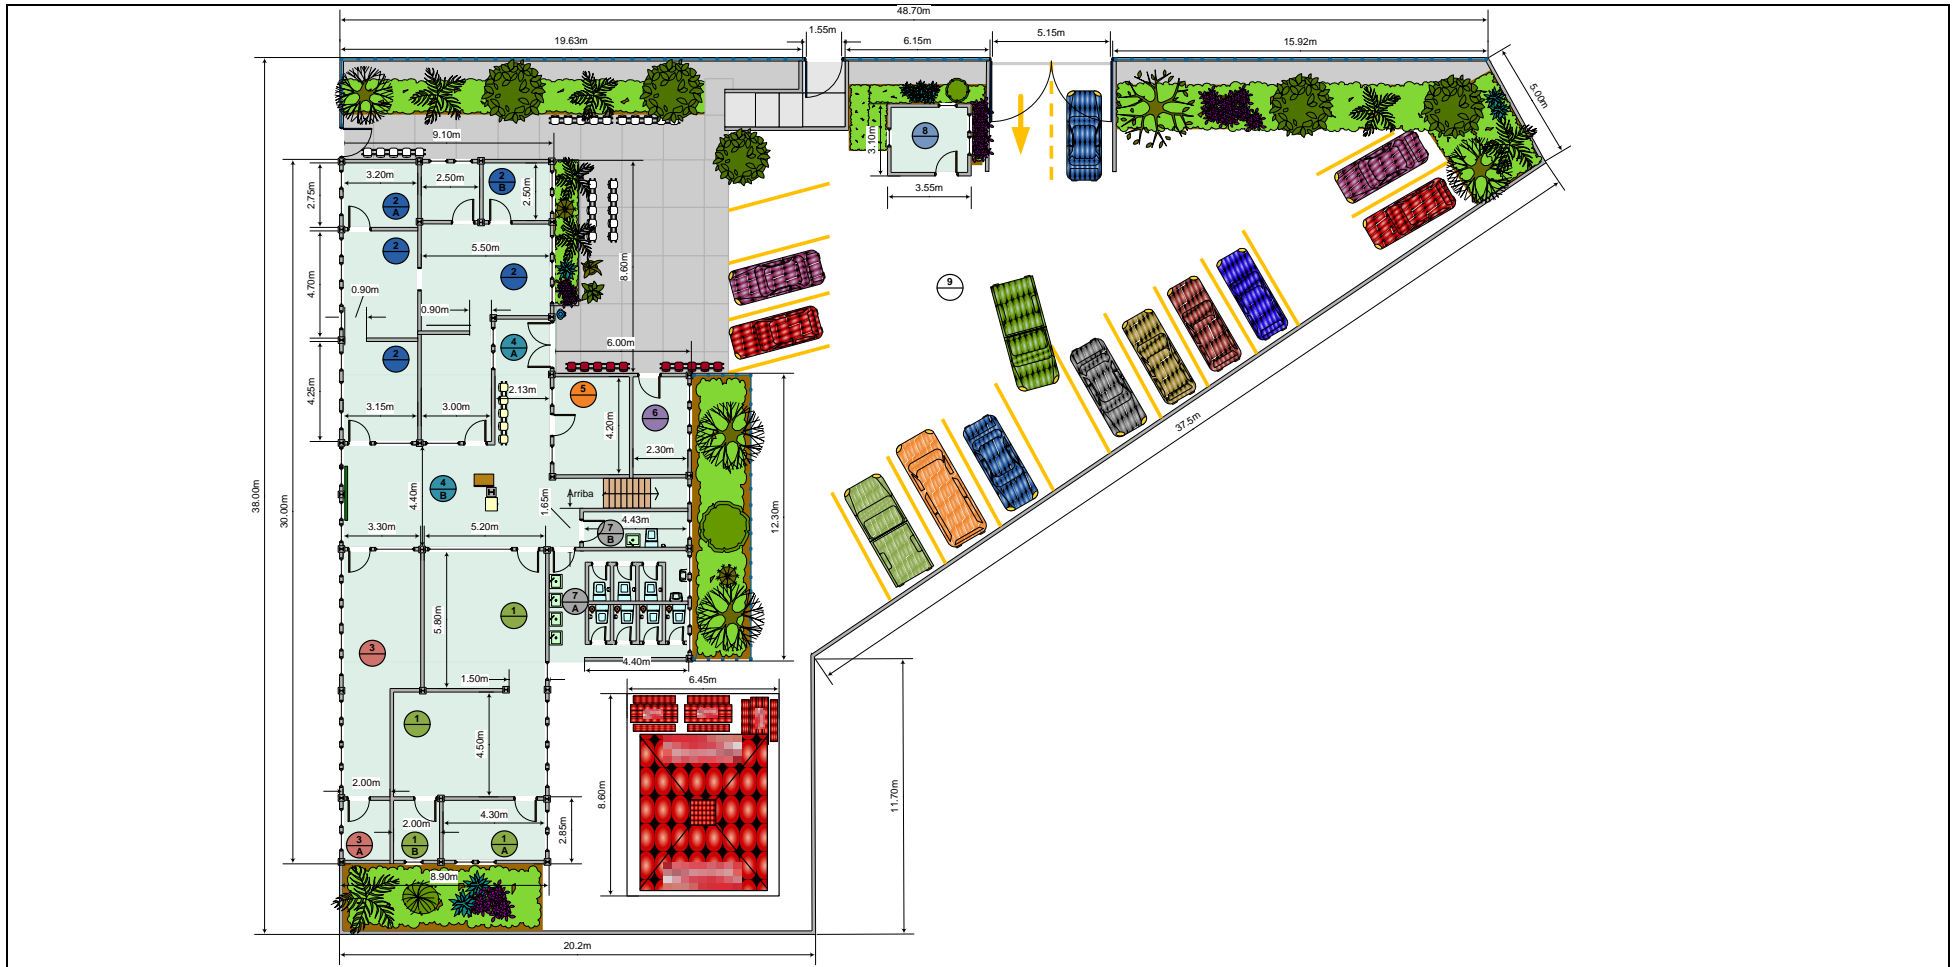 48.70m
1.55m
19.63m
6.15m
5.15m
15.92m
5.00m
9.10m
3.10m
8
3.55m
3.20m
2.50m
2
B
2.50m
2.75m
2
A
2
5.50m
2
8.60m
4.70m
0.90m
0.90m
9
4
A
6.00m
2
4.25m
2.13m
5
6
3.15m
3.00m
4.20m
2.30m
37.5m
38.00m
30.00m
4
B
4.40m
Arriba
1.65m
3.30m
5.20m
4.43m
7
B
12.30m
7
A
1
5.80m
3
4.40m
1.50m
6.45m
1
4.50m
8.60m
11.70m
2.00m
2.00m
4.30m
2.85m
3
A
1
B
1
A
8.90m
20.2m